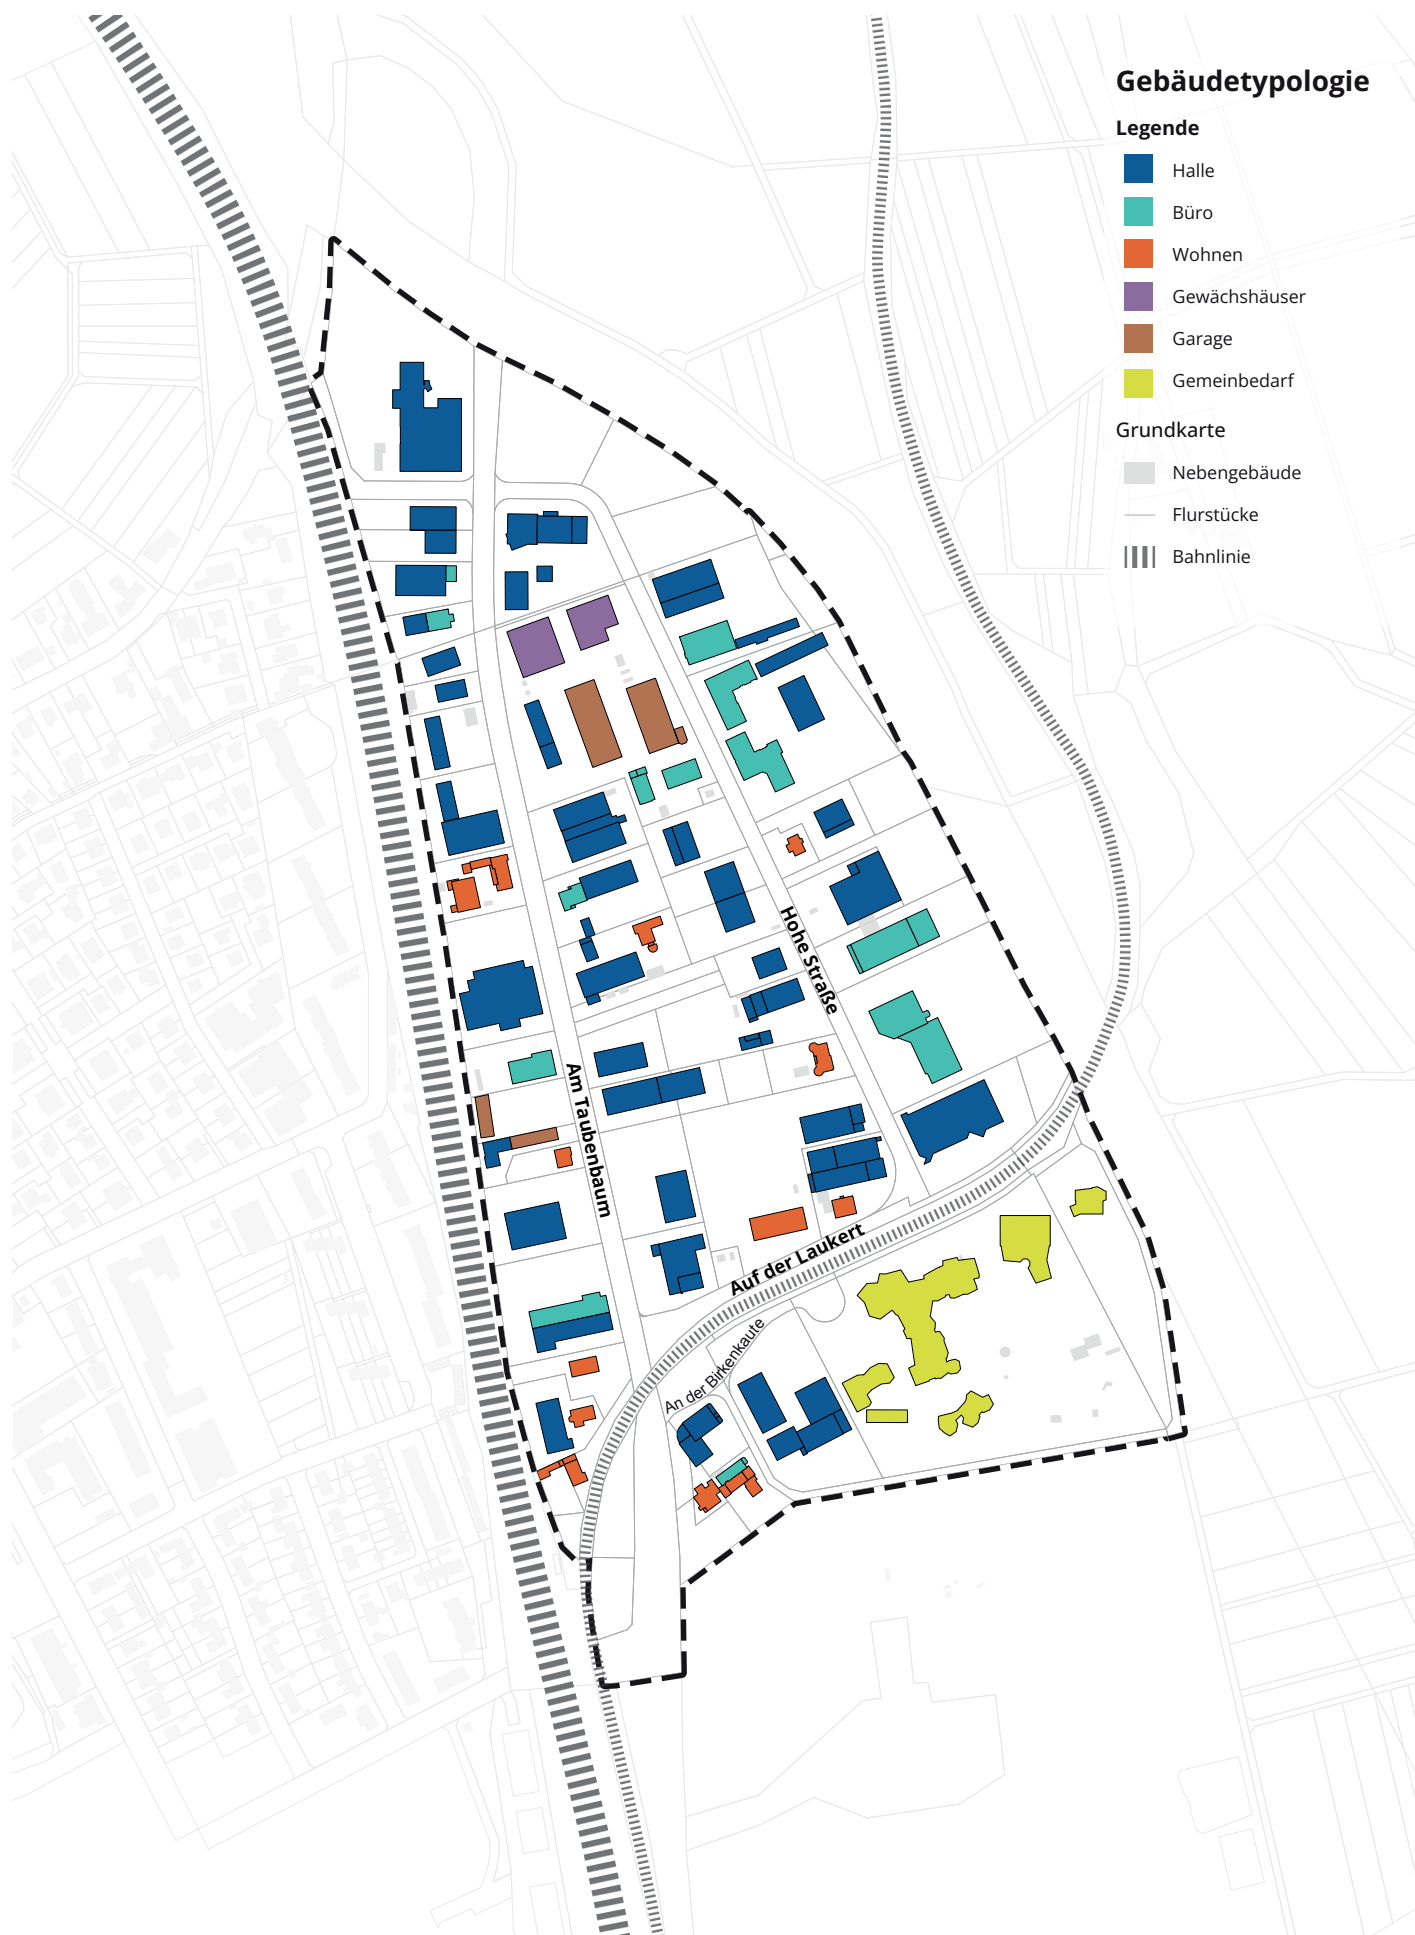 Gebäudetypologie
Legende
Halle
Büro
Wohnen
Gewächshäuser
Garage
Gemeinbedarf
Grundkarte
Nebengebäude
Flurstücke
Bahnlinie
Hohe Straße
Am Taubenbaum
Auf der Laukert
An der Birkenkaute